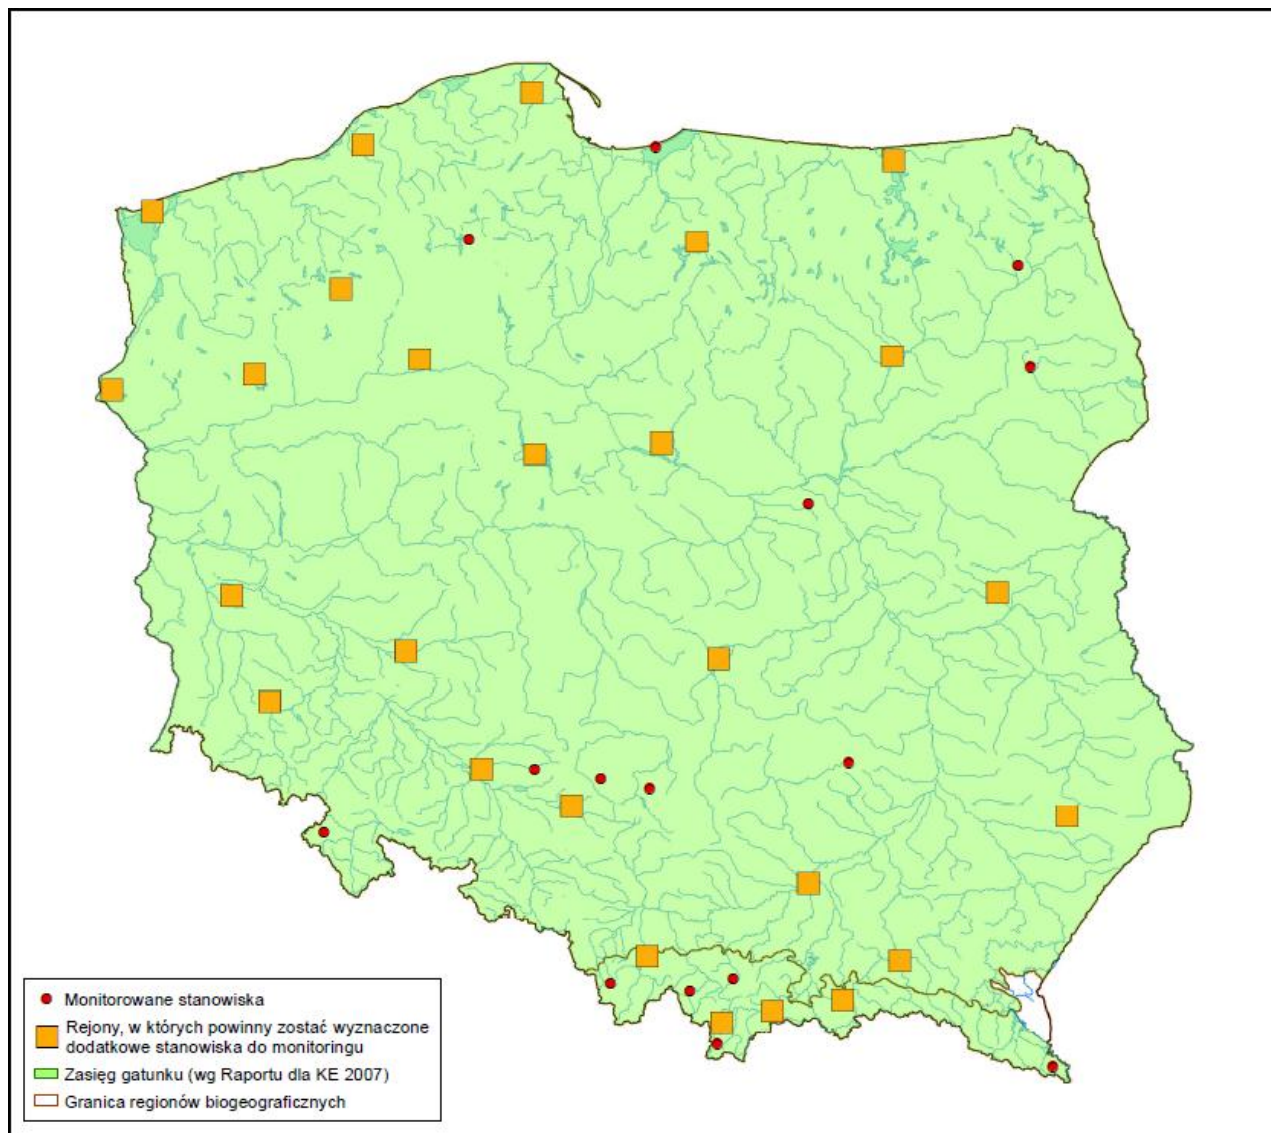 Monitorowane stanowiska
Rejony, w których powinny zostać wyznaczone
dodatkowe stanowiska do monitoringu
Zasięg gatunku (wg Raportu dla KE 2007)
Granica regionów biogeograficznych